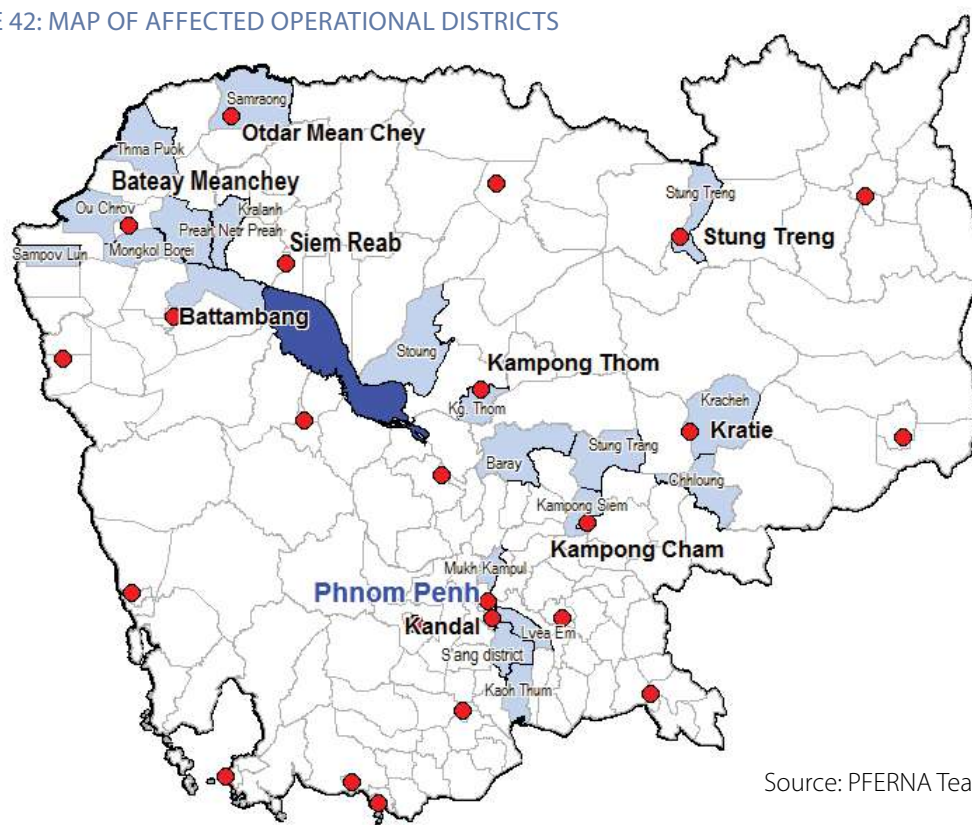 E 42: MAP OF AFFECTED OPERATIONAL DISTRICTS
Samraong
Otdar Mean Chey
Thma Puok
Bateay Meanchey
Kralanh
Ou Chrov
Preah Netr Preah
Mongkol Borei
Siem Reab
Sampov Lun
Stung Treng
Stung Treng
Battambang
Stoung
Kampong Thom
Kg. Thom
Kracheh
Kratie
Baray
Stung Trang
Chhloung
Kampong Siem
Kampong Cham
Mukh Kampul
Phnom Penh
Kandal
Lvea Em
S'ang district
Kaoh Thum
Source: PFERNA Tea